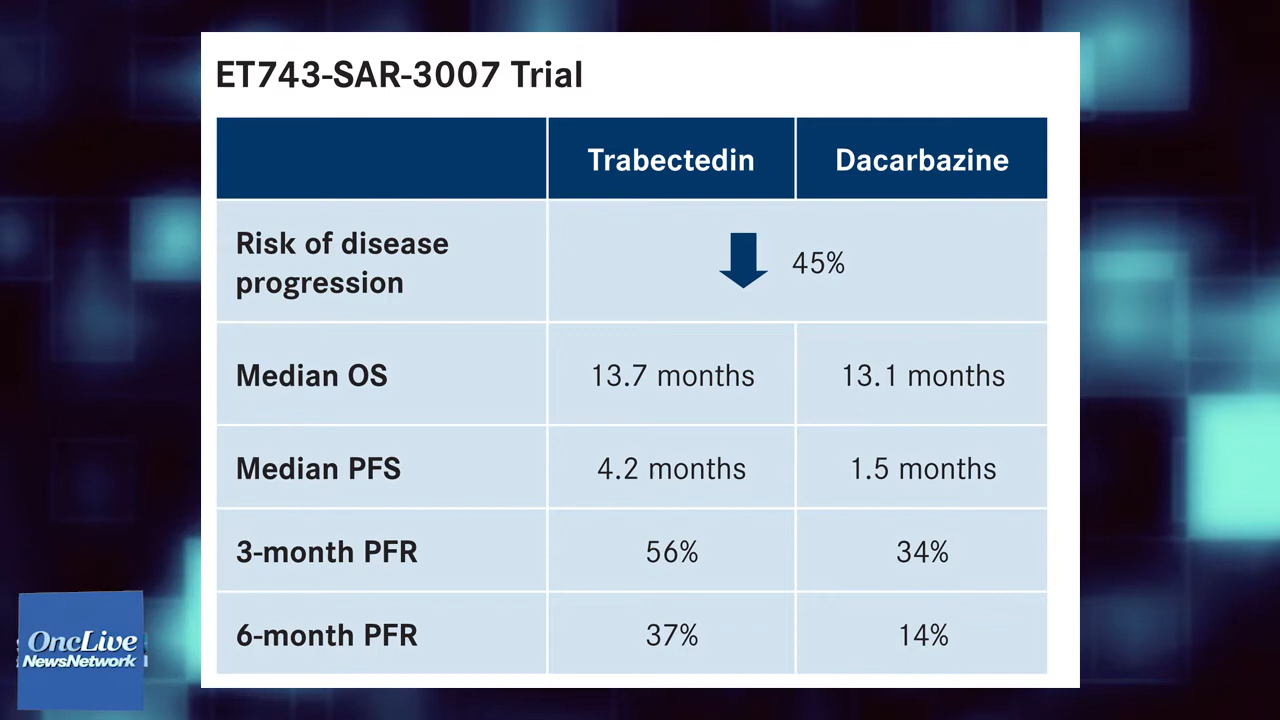 ET743-SAR-3007 Trial
Trabectedin
Dacarbazine
Risk of disease
progression
45%
Median OS
13.7 months
13.1 months
Median PFS
4.2 months
1.5 months
3-month PFR
56%
34%
6-month PFR
37%
14%
OncLive
NewsNetwork